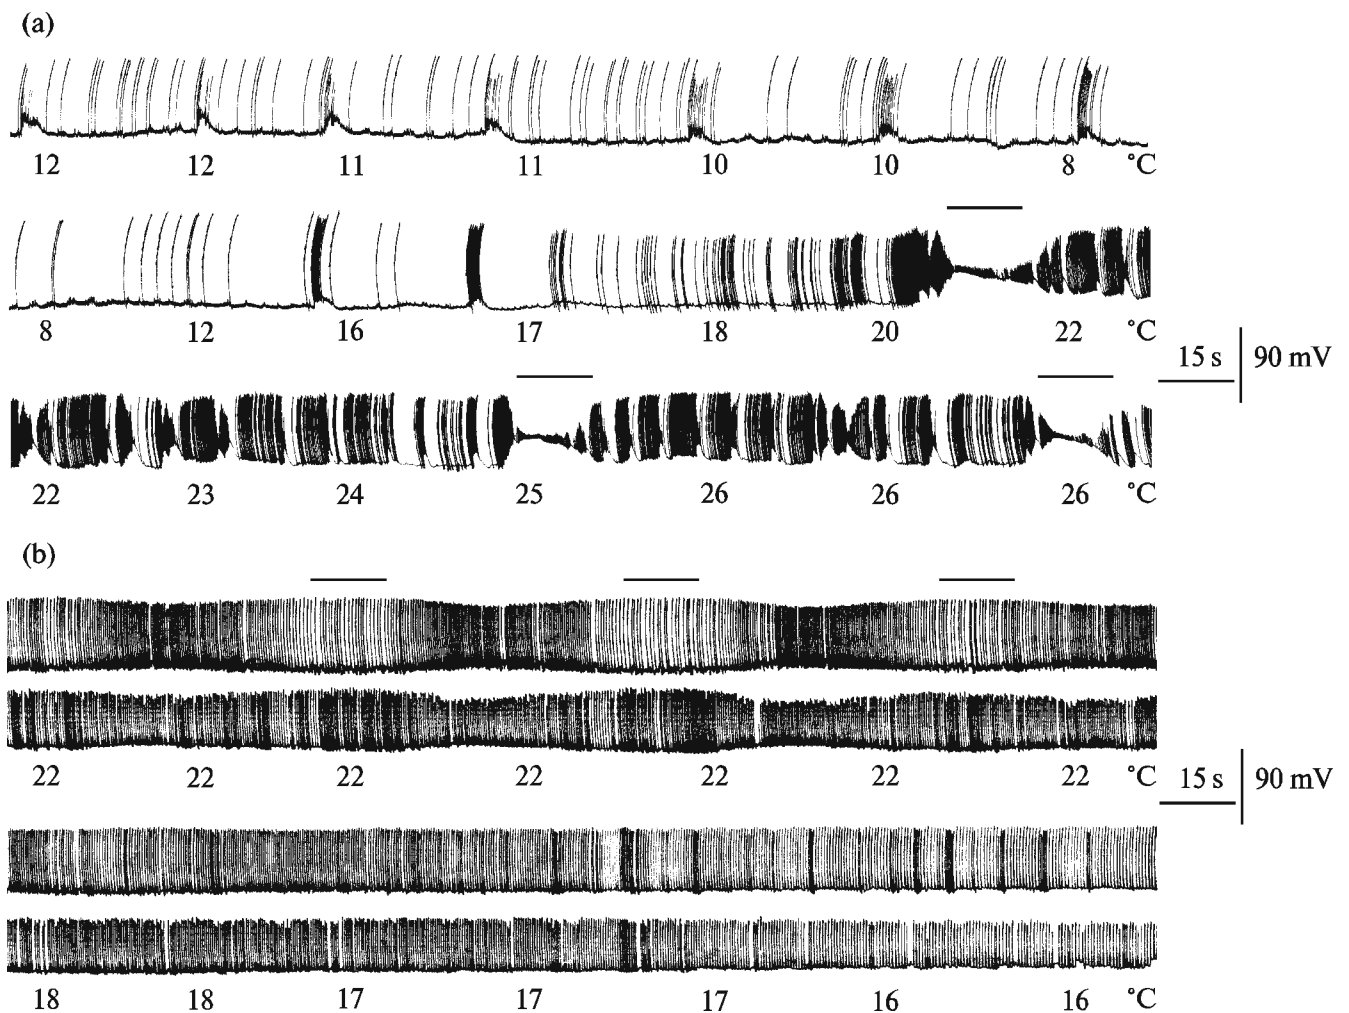 (a)
12 12 11 11 10 10 8 °C
8 12 16 17 18 20 22 °C
15 s 90 mV
22 23 24 25 26 26 26 °C
(b)
22 22 22 22 22 22 22 °C
15 s 90 mV
18 18 17 17 17 16 16 °C